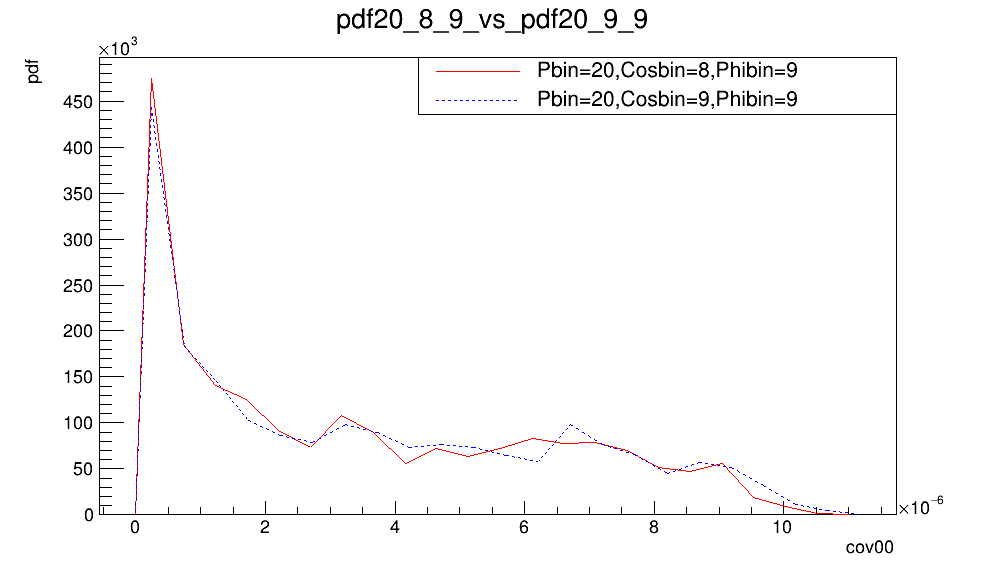 pdf20_8_9_vs_pdf20_9_9
×10³
pdf
Pbin=20,Cosbin=8,Phibin=9
Pbin=20,Cosbin=9,Phibin=9
450
400
350
300
250
200
150
100
50
0
0 2 4 6 8 10
×10⁻⁶
cov00